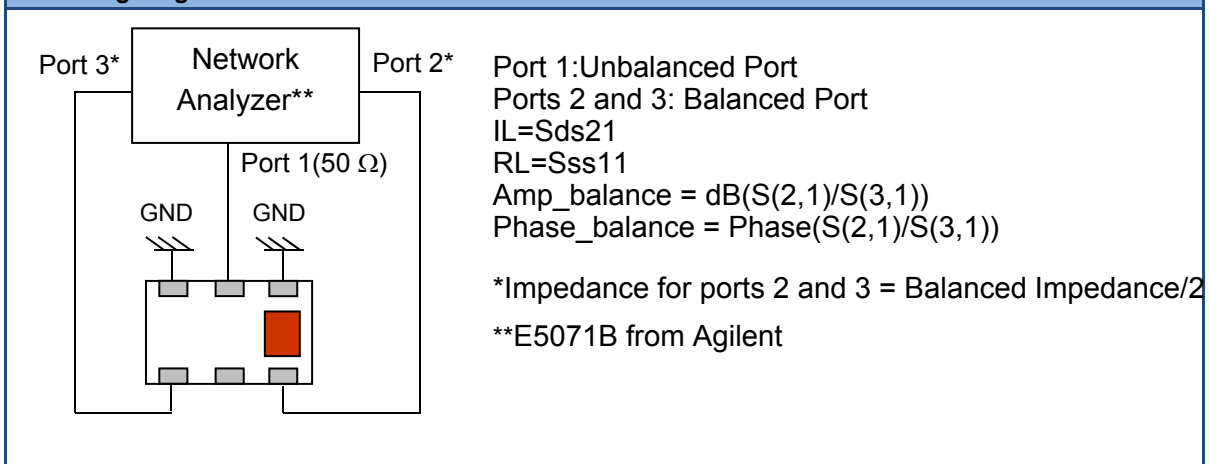 Port 3*
Network
Analyzer**
Port 2*
Port 1(50 Ω)
GND
GND
Port 1:Unbalanced Port
Ports 2 and 3: Balanced Port
IL=Sds21
RL=Sss11
Amp_balance = dB(S(2,1)/S(3,1))
Phase_balance = Phase(S(2,1)/S(3,1))
*Impedance for ports 2 and 3 = Balanced Impedance/2
**E5071B from Agilent